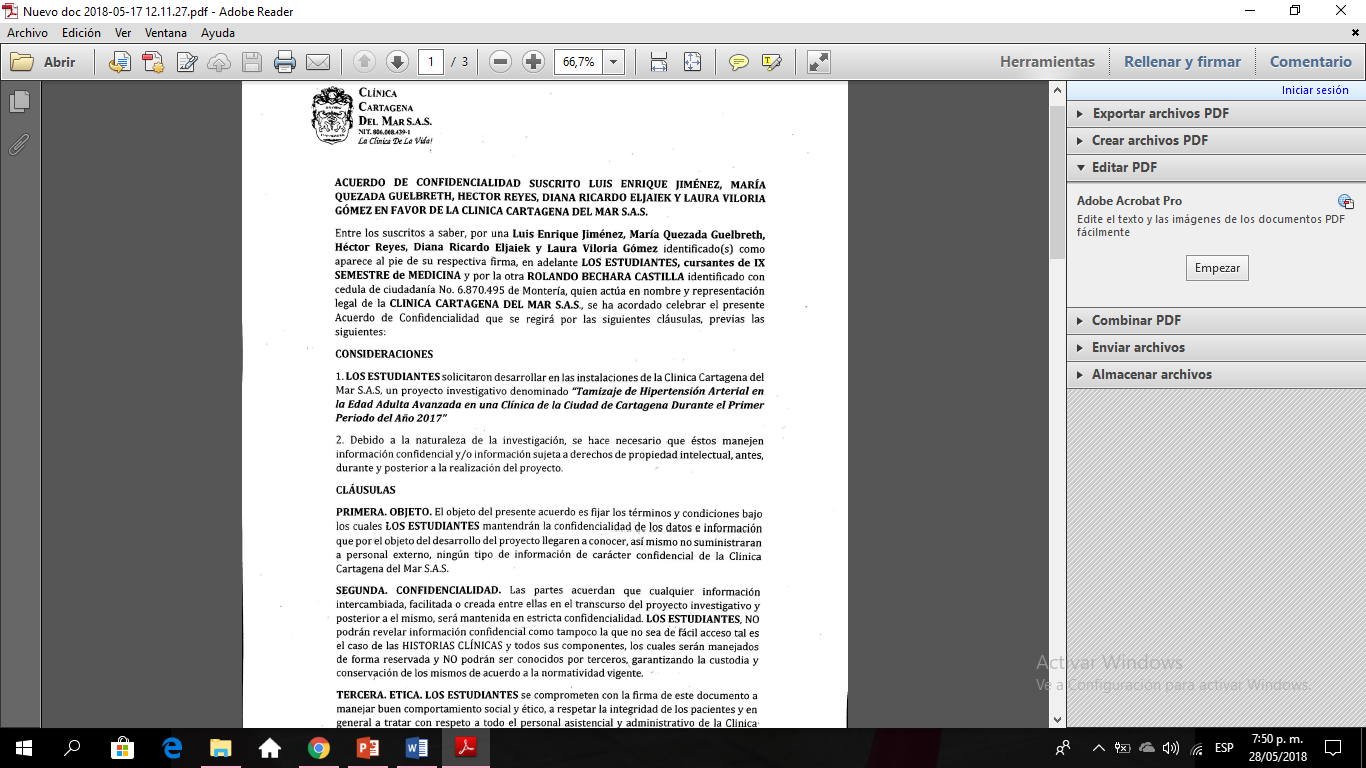 Nuevo doc 2018-05-17 12.11.27.pdf - Adobe Reader
Archivo Edición Ver Ventana Ayuda
Abrir 1 / 3 66,7% Herramientas Rellenar y firmar Comentario
Iniciar sesión
Exportar archivos PDF
Crear archivos PDF
Editar PDF
Adobe Acrobat Pro
Edite el texto y las imágenes de los documentos PDF
fácilmente
Empezar
Combinar PDF
Enviar archivos
Almacenar archivos
CLÍNICA
CARTAGENA
DEL MAR S.A.S.
NIT. 806.008.439-1
La Clínica De La Vida!
ACUERDO DE CONFIDENCIALIDAD SUSCRITO LUIS ENRIQUE JIMÉNEZ, MARÍA
QUEZADA GUELBRETH, HECTOR REYES, DIANA RICARDO ELJAIEK Y LAURA VILORIA
GÓMEZ EN FAVOR DE LA CLINICA CARTAGENA DEL MAR S.A.S.
Entre los suscritos a saber, por una Luis Enrique Jiménez, María Quezada Guelbreth,
Héctor Reyes, Diana Ricardo Eljaiek y Laura Viloria Gómez identificado(s) como
aparece al pie de su respectiva firma, en adelante LOS ESTUDIANTES, cursantes de IX
SEMESTRE de MEDICINA y por la otra ROLANDO BECHARA CASTILLA identificado con
cedula de ciudadanía No. 6.870.495 de Montería, quien actúa en nombre y representación
legal de la CLINICA CARTAGENA DEL MAR S.A.S., se ha acordado celebrar el presente
Acuerdo de Confidencialidad que se regirá por las siguientes cláusulas, previas las
siguientes:
CONSIDERACIONES
1. LOS ESTUDIANTES solicitaron desarrollar en las instalaciones de la Clinica Cartagena del
Mar S.A.S, un proyecto investigativo denominado “Tamizaje de Hipertensión Arterial en
la Edad Adulta Avanzada en una Clínica de la Ciudad de Cartagena Durante el Primer
Periodo del Año 2017”
2. Debido a la naturaleza de la investigación, se hace necesario que éstos manejen
información confidencial y/o información sujeta a derechos de propiedad intelectual, antes,
durante y posterior a la realización del proyecto.
CLÁUSULAS
PRIMERA. OBJETO. El objeto del presente acuerdo es fijar los términos y condiciones bajo
los cuales LOS ESTUDIANTES mantendrán la confidencialidad de los datos e información
que por el objeto del desarrollo del proyecto llegaren a conocer, así mismo no suministraran
a personal externo, ningún tipo de información de carácter confidencial de la Clínica
Cartagena del Mar S.A.S.
SEGUNDA. CONFIDENCIALIDAD. Las partes acuerdan que cualquier información
intercambiada, facilitada o creada entre ellas en el transcurso del proyecto investigativo y
posterior a el mismo, será mantenida en estricta confidencialidad. LOS ESTUDIANTES, NO
podrán revelar información confidencial como tampoco la que no sea de fácil acceso tal es
el caso de las HISTORIAS CLÍNICAS y todos sus componentes, los cuales serán manejados
de forma reservada y NO podrán ser conocidos por terceros, garantizando la custodia y
conservación de los mismos de acuerdo a la normatividad vigente.
TERCERA. ETICA. LOS ESTUDIANTES se comprometen con la firma de este documento a
manejar buen comportamiento social y ético, a respetar la integridad de los pacientes y en
general a tratar con respeto a todo el personal asistencial y administrativo de la Clinica
Activar Windows
Ve a Configuración para activar Windows.
ESP
7:50 p. m.
28/05/2018